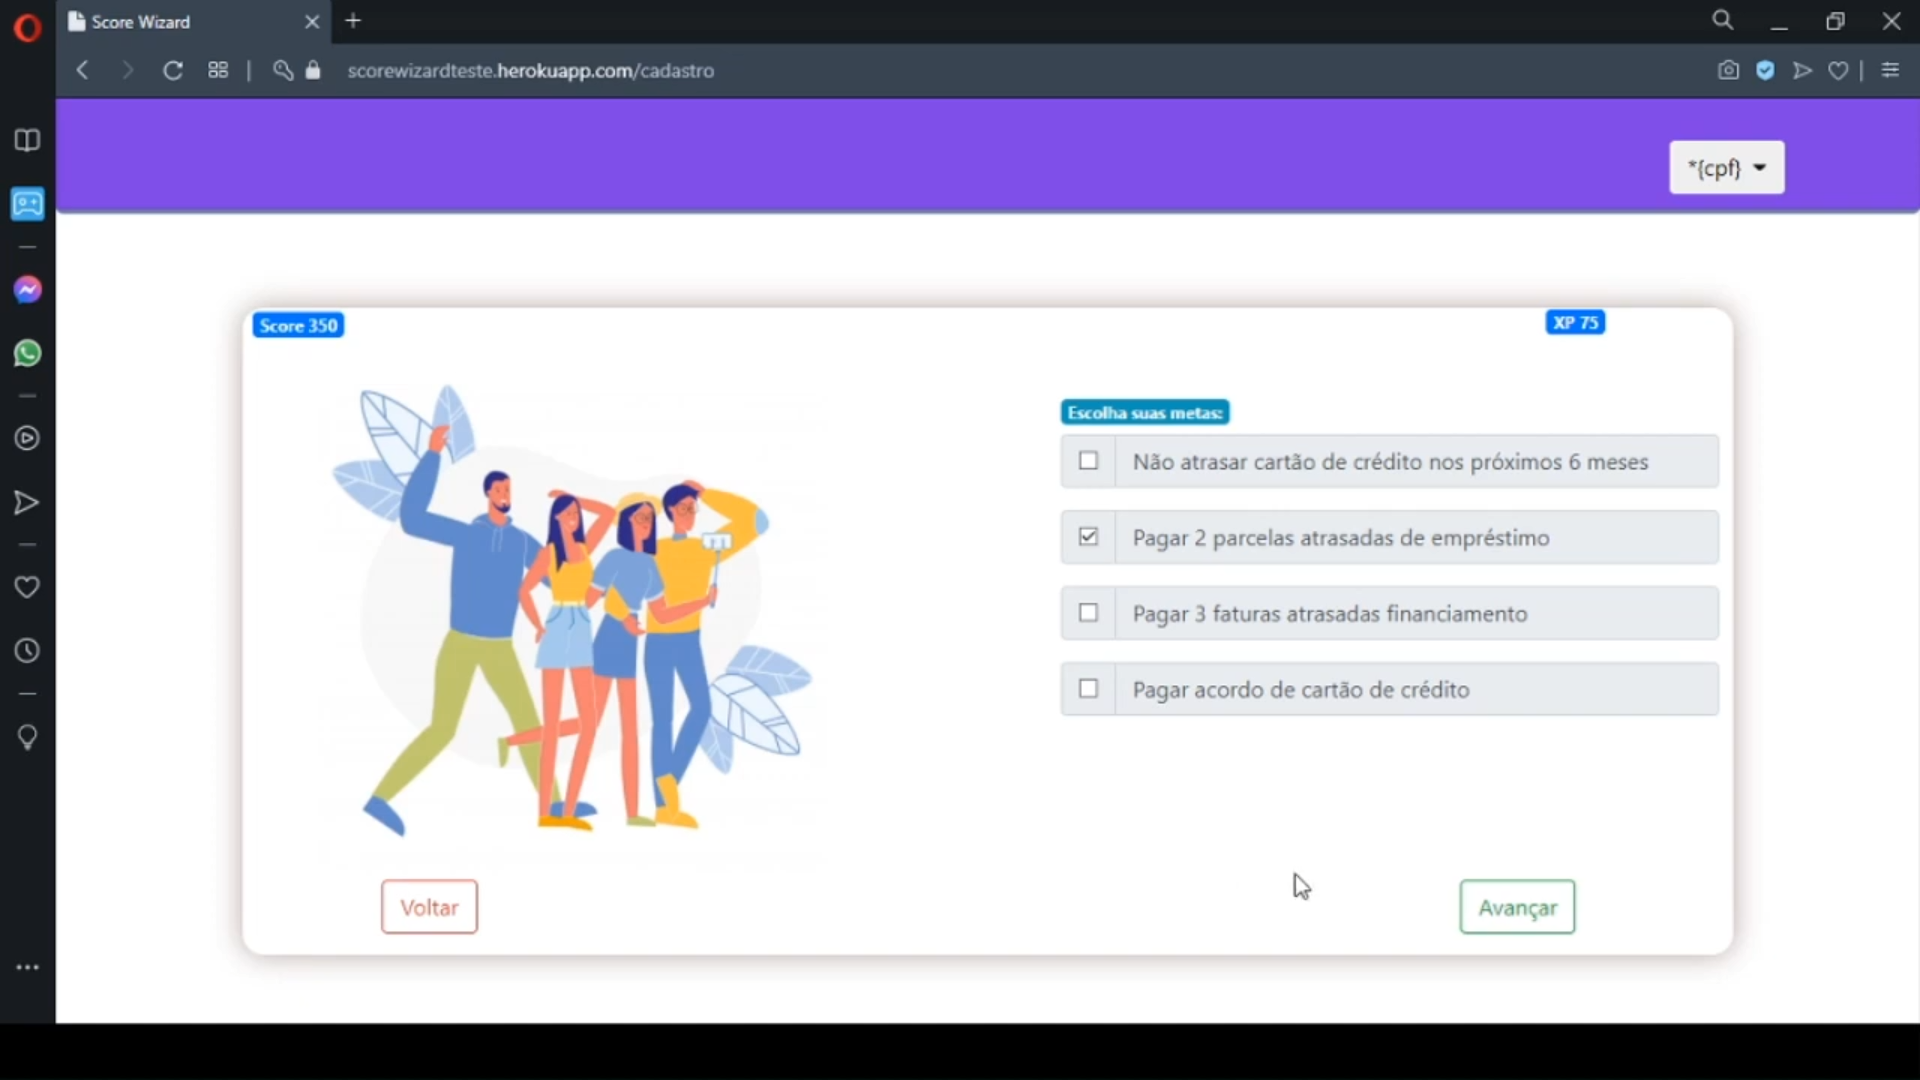 Score Wizard
scorewizardteste.herokuapp.com/cadastro
*{cpf}
Score 350
XP 75
Escolha suas metas:
Não atrasar cartão de crédito nos próximos 6 meses
Pagar 2 parcelas atrasadas de empréstimo
Pagar 3 faturas atrasadas financiamento
Pagar acordo de cartão de crédito
Voltar
Avançar